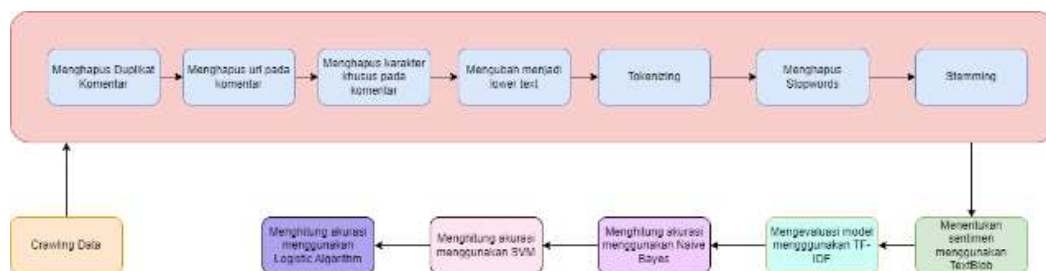 Menghapus Duplikat
Komentar
Menghapus url pada
komentar
Menghapus karakter
khusus pada
komentar
Mengubah menjadi
lower text
Tokenizing
Menghapus
Stopwords
Stemming
Crawling Data
Menghitung akurasi
menggunakan
Logistic Algorithm
Menghitung akurasi
menggunakan SVM
Menghitung akurasi
menggunakan Naive
Bayes
Mengevaluasi model
mengggunakan TF-
IDF
Menentukan
sentimen
menggunakan
TextBlob